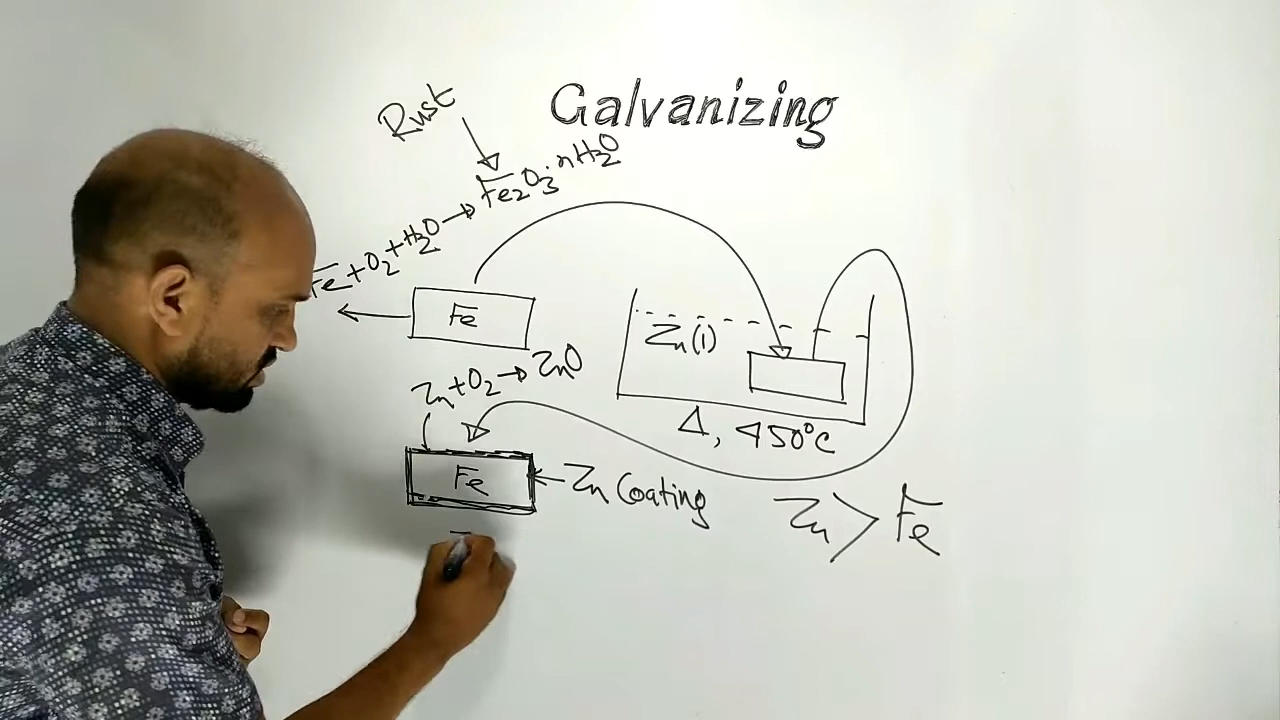 Galvanizing
Rust
Fe + O₂ + H₂O → Fe₂O₃·nH₂O
Fe
Zn(l)
Δ, 450°C
Zn + O₂ → ZnO
Fe
Zn Coating
Zn > Fe